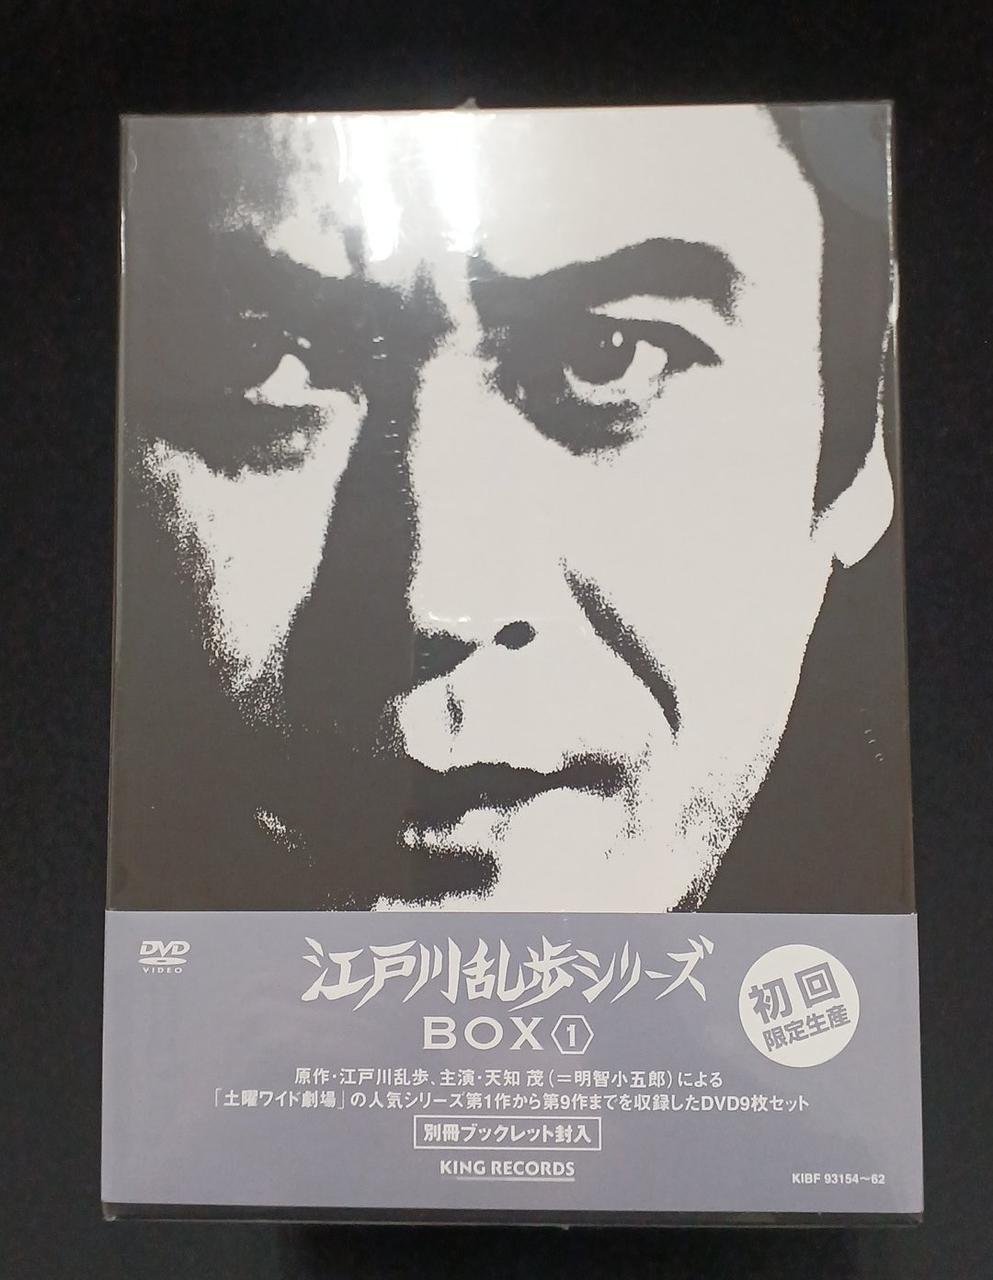 DVD
VIDEO
江戸川乱歩シリーズ
BOX 1
初回
限定生産
原作・江戸川乱歩、主演・天知 茂(=明智小五郎)による
「土曜ワイド劇場」の人気シリーズ第1作から第9作までを収録したDVD9枚セット
別冊ブックレット封入
KING RECORDS
KIBF 93154～62